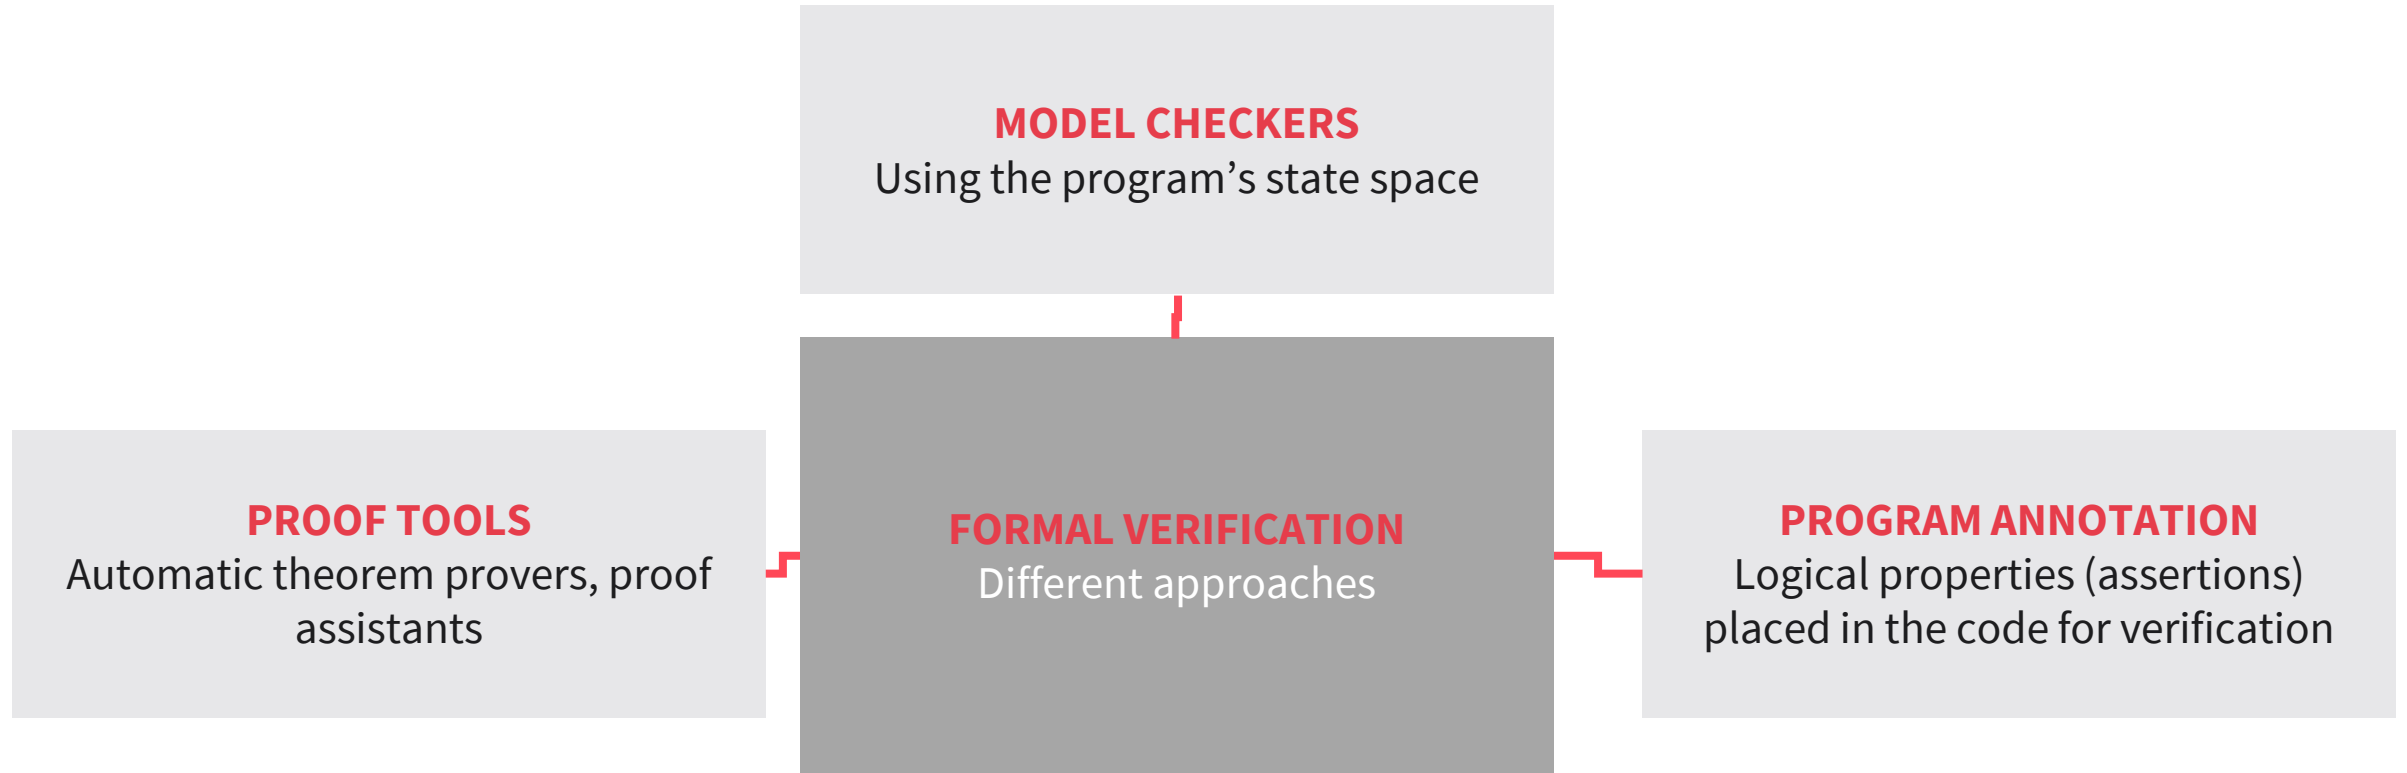 MODEL CHECKERS
Using the program’s state space
PROOF TOOLS
Automatic theorem provers, proof
assistants
FORMAL VERIFICATION
Different approaches
PROGRAM ANNOTATION
Logical properties (assertions)
placed in the code for verification